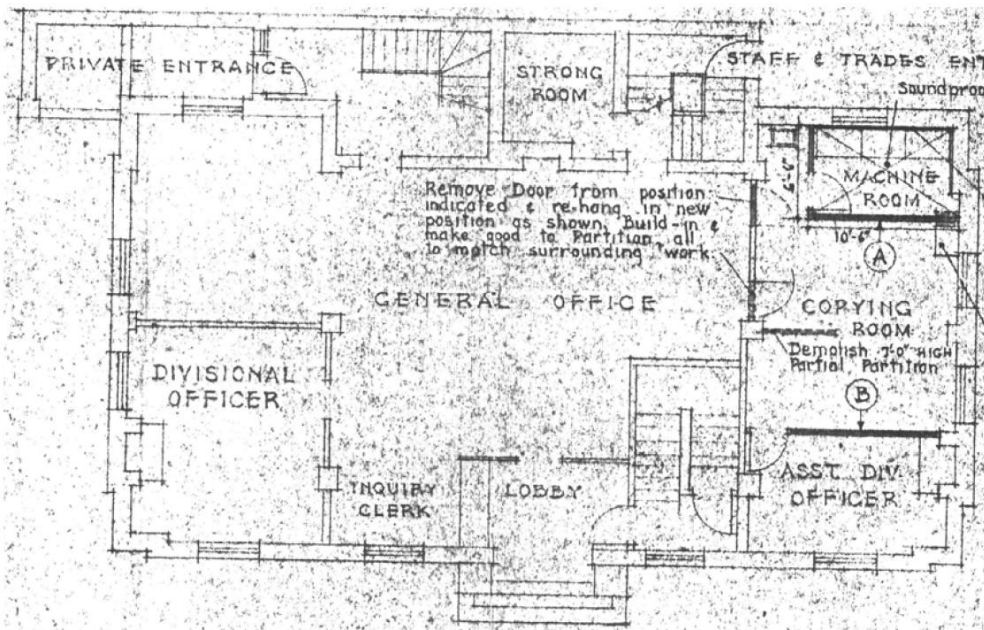 PRIVATE ENTRANCE
STRONG
ROOM
STAFF & TRADES ENT
Soundproo
MACHINE
ROOM
6'-6"
10'-6"
A
Remove Door from position
indicated & re-hang in new
position as shown. Build-in &
make good to Partition all
to match surrounding work.
GENERAL OFFICE
COPYING
ROOM
Demolish 7'-0" HIGH
Partial Partition
B
DIVISIONAL
OFFICER
INQUIRY
CLERK
LOBBY
ASST. DIV.
OFFICER